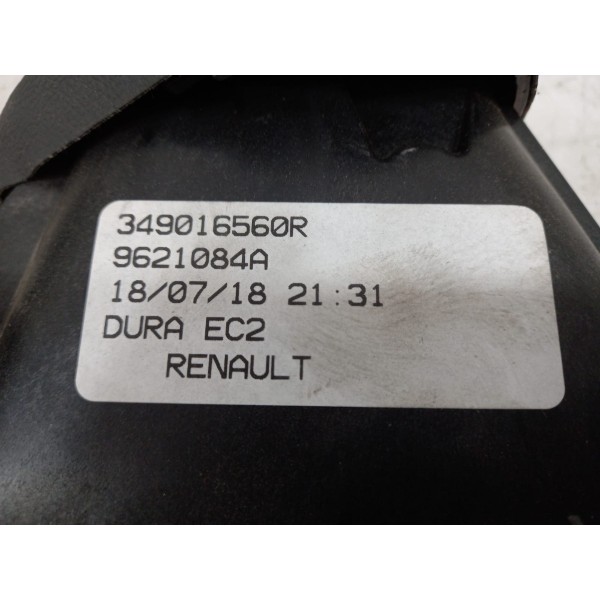 349016560R
9621084A
18/07/18 21:31
DURA EC2
RENAULT